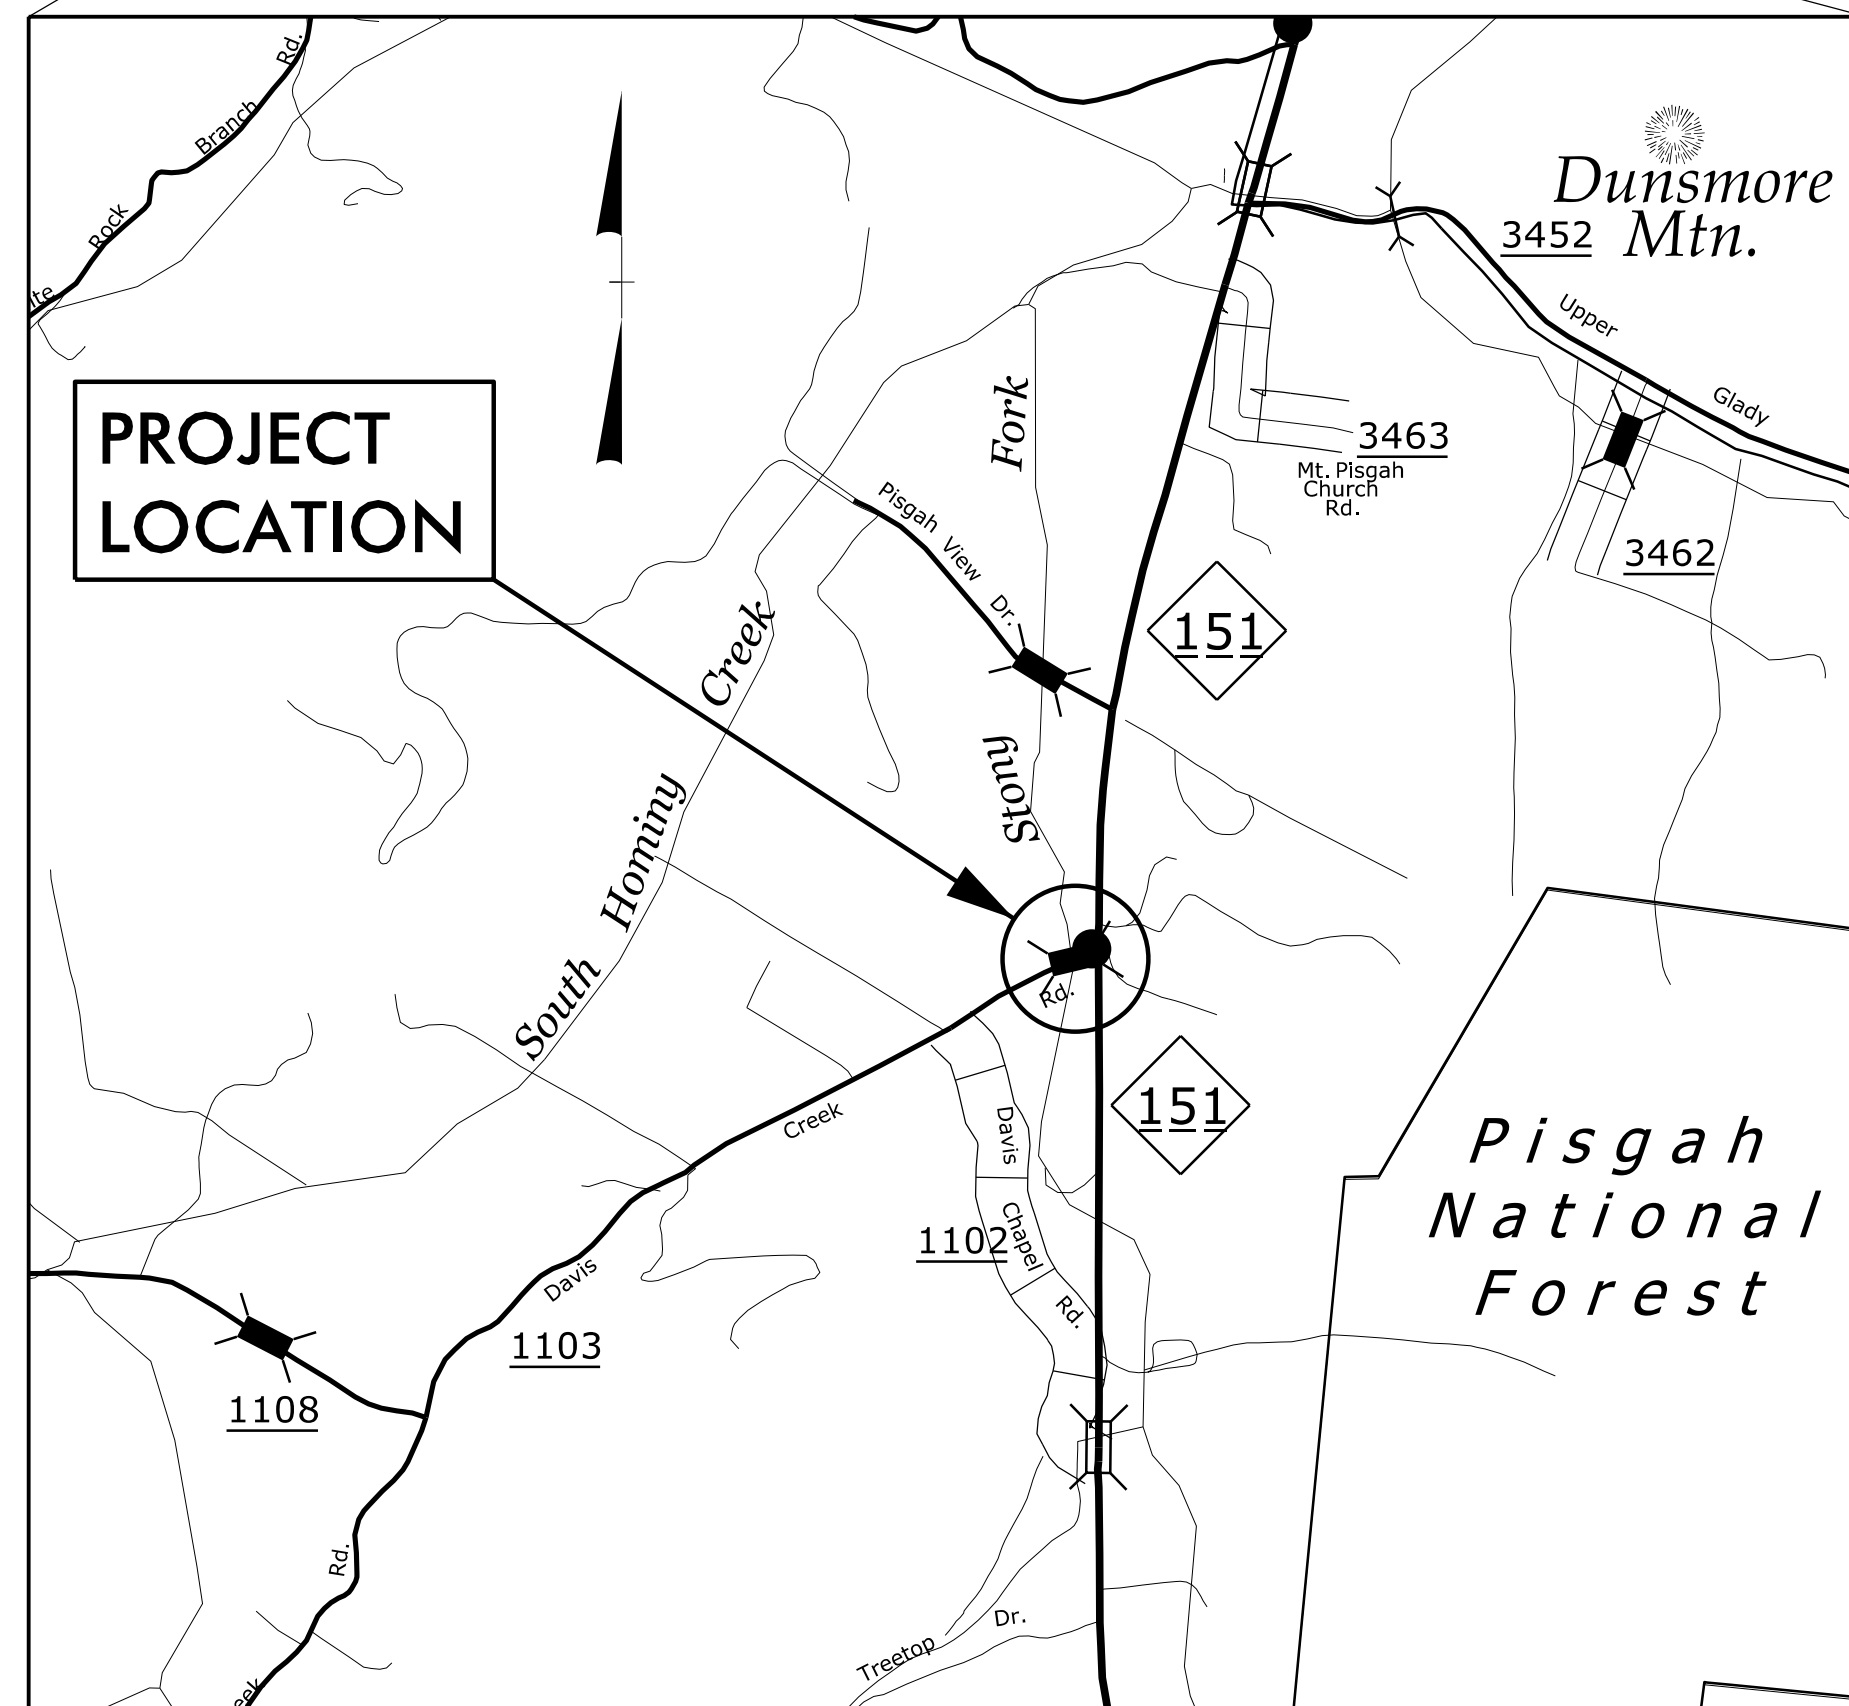 Rd.
Branch
Rock
ite
Dunsmore
Mtn.
3452
Upper
Glady
PROJECT
LOCATION
Fork
3463
Mt. Pisgah
Church
Rd.
Pisgah View Dr.
3462
151
Creek
Stony
Hominy
South
Rd.
151
Creek
Davis
Pisgah
National
Forest
Chapel
1102
Davis
Rd.
1103
1108
Rd.
Dr.
Treetop
eek